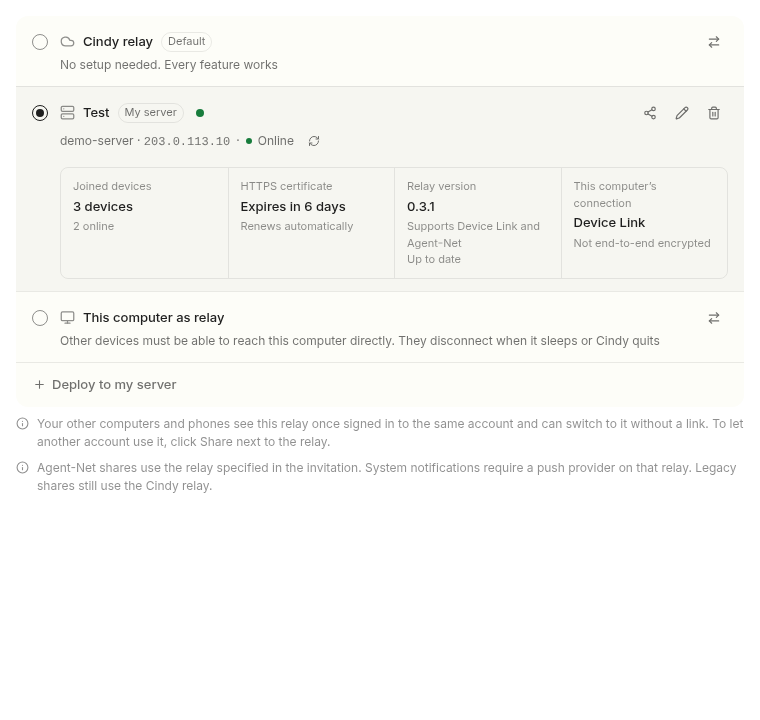 Cindy relay Default
No setup needed. Every feature works
Test My server
demo-server · 203.0.113.10 · Online
Joined devices
3 devices
2 online
HTTPS certificate
Expires in 6 days
Renews automatically
Relay version
0.3.1
Supports Device Link and
Agent-Net
Up to date
This computer's
connection
Device Link
Not end-to-end encrypted
This computer as relay
Other devices must be able to reach this computer directly. They disconnect when it sleeps or Cindy quits
Deploy to my server
Your other computers and phones see this relay once signed in to the same account and can switch to it without a link. To let
another account use it, click Share next to the relay.
Agent-Net shares use the relay specified in the invitation. System notifications require a push provider on that relay. Legacy
shares still use the Cindy relay.